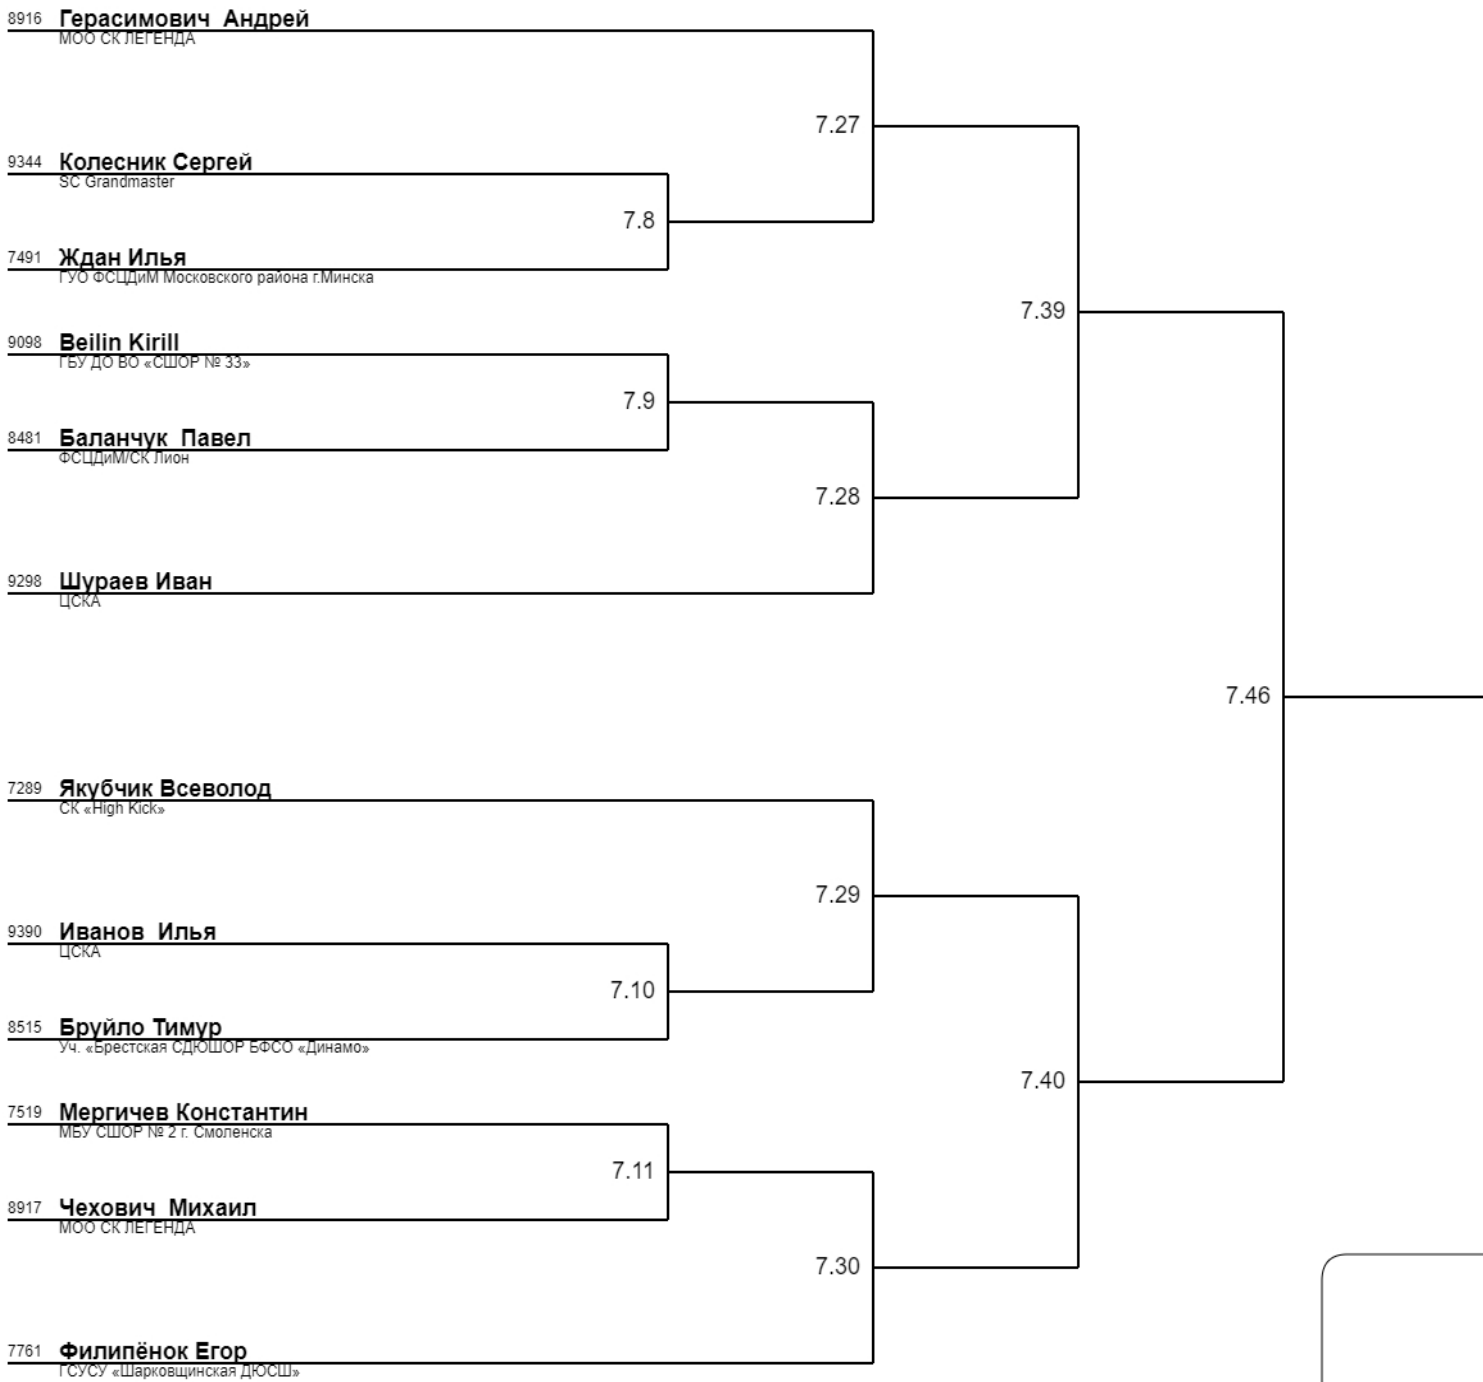 8916 Герасимович Андрей
МОО СК ЛЕГЕНДА
7.27
9344 Колесник Сергей
SC Grandmaster
7.8
7491 Ждан Илья
ГУО ФСЦДиМ Московского района г.Минска
7.39
9098 Beilin Kirill
ГБУ ДО ВО «СШОР № 33»
7.9
8481 Баланчук Павел
ФСЦДиМ/СК Лион
7.28
9298 Шураев Иван
ЦСКА
7.46
7289 Якубчик Всеволод
СК «High Kick»
7.29
9390 Иванов Илья
ЦСКА
7.10
8515 Бруйло Тимур
Уч. «Брестская СДЮШОР БФСО «Динамо»
7.40
7519 Мергичев Константин
МБУ СШОР № 2 г. Смоленска
7.11
8917 Чехович Михаил
МОО СК ЛЕГЕНДА
7.30
7761 Филипёнок Егор
ГСУСУ «Шарковщинская ДЮСШ»